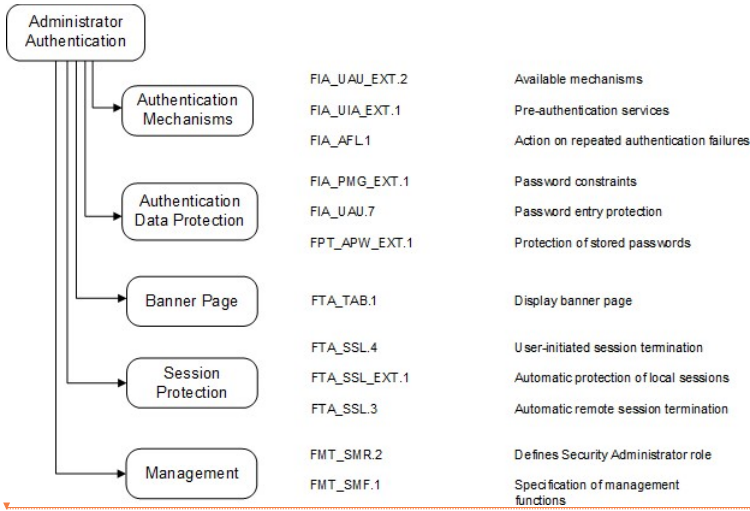 Administrator
Authentication
Authentication
Mechanisms
FIA_UAU_EXT.2 Available mechanisms
FIA_UIA_EXT.1 Pre-authentication services
FIA_AFL.1 Action on repeated authentication failures
Authentication
Data Protection
FIA_PMG_EXT.1 Password constraints
FIA_UAU.7 Password entry protection
FPT_APW_EXT.1 Protection of stored passwords
Banner Page FTA_TAB.1 Display banner page
Session
Protection
FTA_SSL.4 User-initiated session termination
FTA_SSL_EXT.1 Automatic protection of local sessions
FTA_SSL.3 Automatic remote session termination
Management
FMT_SMR.2 Defines Security Administrator role
FMT_SMF.1 Specification of management
functions